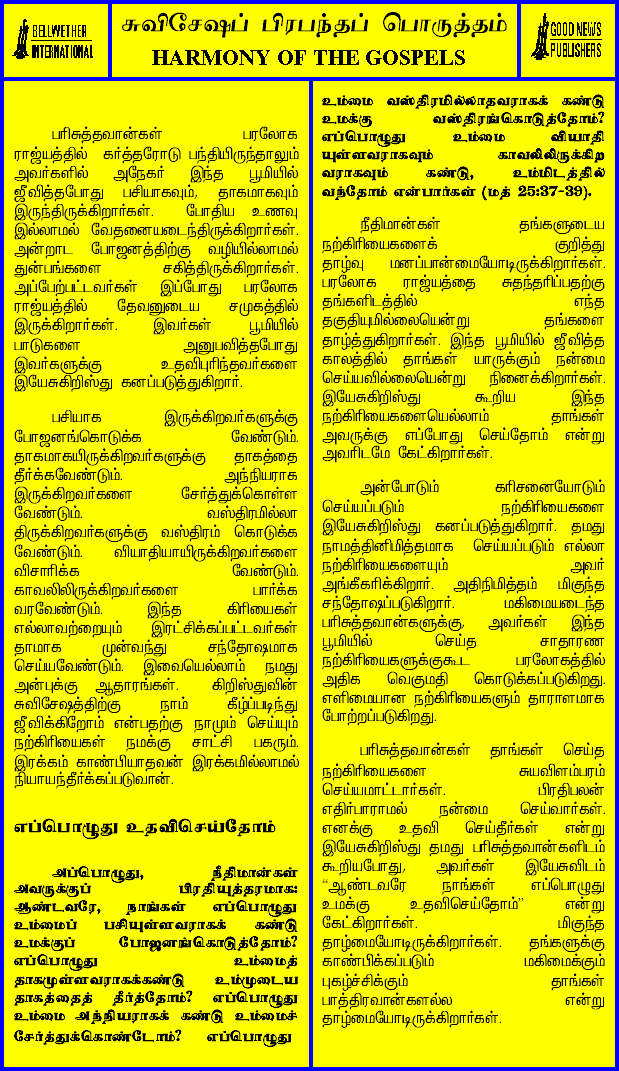 BELLWETHER
INTERNATIONAL
சுவிசேஷப் பிரபந்தப் பொருத்தம்
HARMONY OF THE GOSPELS
GOOD NEWS
PUBLISHERS
பரிசுத்தவான்கள் பரலோக
ராஜ்யத்தில் கர்த்தரோடு பந்தியிருந்தாலும்
அவர்களில் அநேகர் இந்த பூமியில்
ஜீவித்தபோது பசியாகவும், தாகமாகவும்
இருந்திருக்கிறார்கள். போதிய உணவு
இல்லாமல் வேதனையடைந்திருக்கிறார்கள்.
அன்றாட போஜனத்திற்கு வழியில்லாமல்
துன்பங்களை சகித்திருக்கிறார்கள்.
அப்பேற்பட்டவர்கள் இப்போது பரலோக
ராஜ்யத்தில் தேவனுடைய சமுகத்தில்
இருக்கிறார்கள். இவர்கள் பூமியில்
பாடுகளை அனுபவித்தபோது
இவர்களுக்கு உதவிபுரிந்தவர்களை
இயேசுகிறிஸ்து கனப்படுத்துகிறார்.
பசியாக இருக்கிறவர்களுக்கு
போஜனங்கொடுக்க வேண்டும்.
தாகமாகயிருக்கிறவர்களுக்கு தாகத்தை
தீர்க்கவேண்டும். அந்நியராக
இருக்கிறவர்களை சேர்த்துக்கொள்ள
வேண்டும். வஸ்திரமில்லா
திருக்கிறவர்களுக்கு வஸ்திரம் கொடுக்க
வேண்டும். வியாதியாயிருக்கிறவர்களை
விசாரிக்க வேண்டும்.
காவலிலிருக்கிறவர்களை பார்க்க
வரவேண்டும். இந்த கிரியைகள்
எல்லாவற்றையும் இரட்சிக்கப்பட்டவர்கள்
தாமாக முன்வந்து சந்தோஷமாக
செய்யவேண்டும். இவையெல்லாம் நமது
அன்புக்கு ஆதாரங்கள். கிறிஸ்துவின்
சுவிசேஷத்திற்கு நாம் கீழ்ப்படிந்து
ஜீவிக்கிறோம் என்பதற்கு நாமும் செய்யும்
நற்கிரியைகள் நமக்கு சாட்சி பகரும்.
இரக்கம் காண்பியாதவன் இரக்கமில்லாமல்
நியாயந்தீர்க்கப்படுவான்.
எப்பொழுது உதவிசெய்தோம்
அப்பொழுது, நீதிமான்கள்
அவருக்குப் பிரதியுத்தரமாக:
ஆண்டவரே, நாங்கள் எப்பொழுது
உம்மைப் பசியுள்ளவராகக் கண்டு
உமக்குப் போஜனங்கொடுத்தோம்?
எப்பொழுது உம்மைத்
தாகமுள்ளவராகக்கண்டு உம்முடைய
தாகத்தைத் தீர்த்தோம்? எப்பொழுது
உம்மை அந்நியராகக் கண்டு உம்மைச்
சேர்த்துக்கொண்டோம்? எப்பொழுது
உம்மை வஸ்திரமில்லாதவராகக் கண்டு
உமக்கு வஸ்திரங்கொடுத்தோம்?
எப்பொழுது உம்மை வியாதி
யுள்ளவராகவும் காவலிலிருக்கிற
வராகவும் கண்டு, உம்மிடத்தில்
வந்தோம் என்பார்கள் (மத் 25:37-39).
நீதிமான்கள் தங்களுடைய
நற்கிரியைகளைக் குறித்து
தாழ்வு மனப்பான்மையோடிருக்கிறார்கள்.
பரலோக ராஜ்யத்தை சுதந்தரிப்பதற்கு
தங்களிடத்தில் எந்த
தகுதியுமில்லையென்று தங்களை
தாழ்த்துகிறார்கள். இந்த பூமியில் ஜீவித்த
காலத்தில் தாங்கள் யாருக்கும் நன்மை
செய்யவில்லையென்று நினைக்கிறார்கள்.
இயேசுகிறிஸ்து கூறிய இந்த
நற்கிரியைகளையெல்லாம் தாங்கள்
அவருக்கு எப்போது செய்தோம் என்று
அவரிடமே கேட்கிறார்கள்.
அன்போடும் கரிசனையோடும்
செய்யப்படும் நற்கிரியைகளை
இயேசுகிறிஸ்து கனப்படுத்துகிறார். தமது
நாமத்தினிமித்தமாக செய்யப்படும் எல்லா
நற்கிரியைகளையும் அவர்
அங்கீகரிக்கிறார். அதினிமித்தம் மிகுந்த
சந்தோஷப்படுகிறார். மகிமையடைந்த
பரிசுத்தவான்களுக்கு, அவர்கள் இந்த
பூமியில் செய்த சாதாரண
நற்கிரியைகளுக்குகூட பரலோகத்தில்
அதிக வெகுமதி கொடுக்கப்படுகிறது.
எளிமையான நற்கிரியைகளும் தாராளமாக
போற்றப்படுகிறது.
பரிசுத்தவான்கள் தாங்கள் செய்த
நற்கிரியைகளை சுயவிளம்பரம்
செய்யமாட்டார்கள். பிரதிபலன்
எதிர்பாராமல் நன்மை செய்வார்கள்.
எனக்கு உதவி செய்தீர்கள் என்று
இயேசுகிறிஸ்து தமது பரிசுத்தவான்களிடம்
கூறியபோது, அவர்கள் இயேசுவிடம்
“ஆண்டவரே நாங்கள் எப்பொழுது
உமக்கு உதவிசெய்தோம்” என்று
கேட்கிறார்கள். மிகுந்த
தாழ்மையோடிருக்கிறார்கள். தங்களுக்கு
காண்பிக்கப்படும் மகிமைக்கும்
புகழ்ச்சிக்கும் தாங்கள்
பாத்திரவான்களல்ல என்று
தாழ்மையோடிருக்கிறார்கள்.